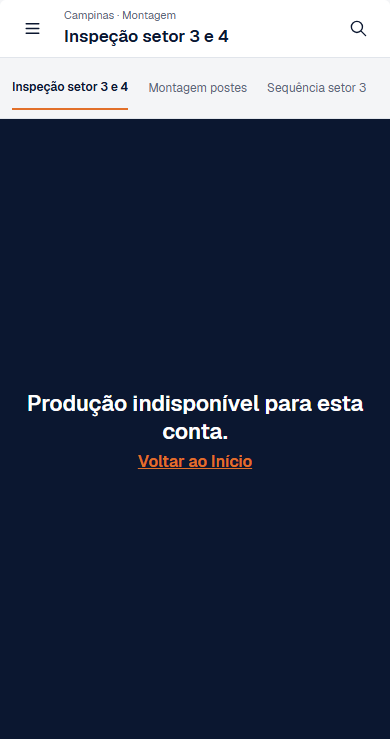 Campinas · Montagem
Inspeção setor 3 e 4
Inspeção setor 3 e 4
Montagem postes
Sequência setor 3
Produção indisponível para esta
conta.
Voltar ao Início